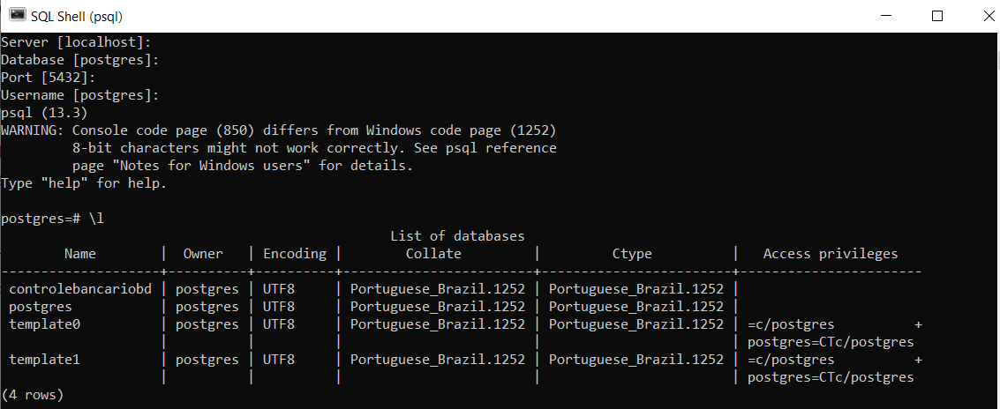 SQL Shell (psql)
Server [localhost]:
Database [postgres]:
Port [5432]:
Username [postgres]:
psql (13.3)
WARNING: Console code page (850) differs from Windows code page (1252)
         8-bit characters might not work correctly. See psql reference
         page "Notes for Windows users" for details.
Type "help" for help.

postgres=# \l
                                                 List of databases
        Name        |  Owner   | Encoding |        Collate         |         Ctype          |   Access privileges
--------------------+----------+----------+------------------------+------------------------+-----------------------
 controlebancariobd | postgres | UTF8     | Portuguese_Brazil.1252 | Portuguese_Brazil.1252 |
 postgres           | postgres | UTF8     | Portuguese_Brazil.1252 | Portuguese_Brazil.1252 |
 template0          | postgres | UTF8     | Portuguese_Brazil.1252 | Portuguese_Brazil.1252 | =c/postgres          +
                    |          |          |                        |                        | postgres=CTc/postgres
 template1          | postgres | UTF8     | Portuguese_Brazil.1252 | Portuguese_Brazil.1252 | =c/postgres          +
                    |          |          |                        |                        | postgres=CTc/postgres
(4 rows)